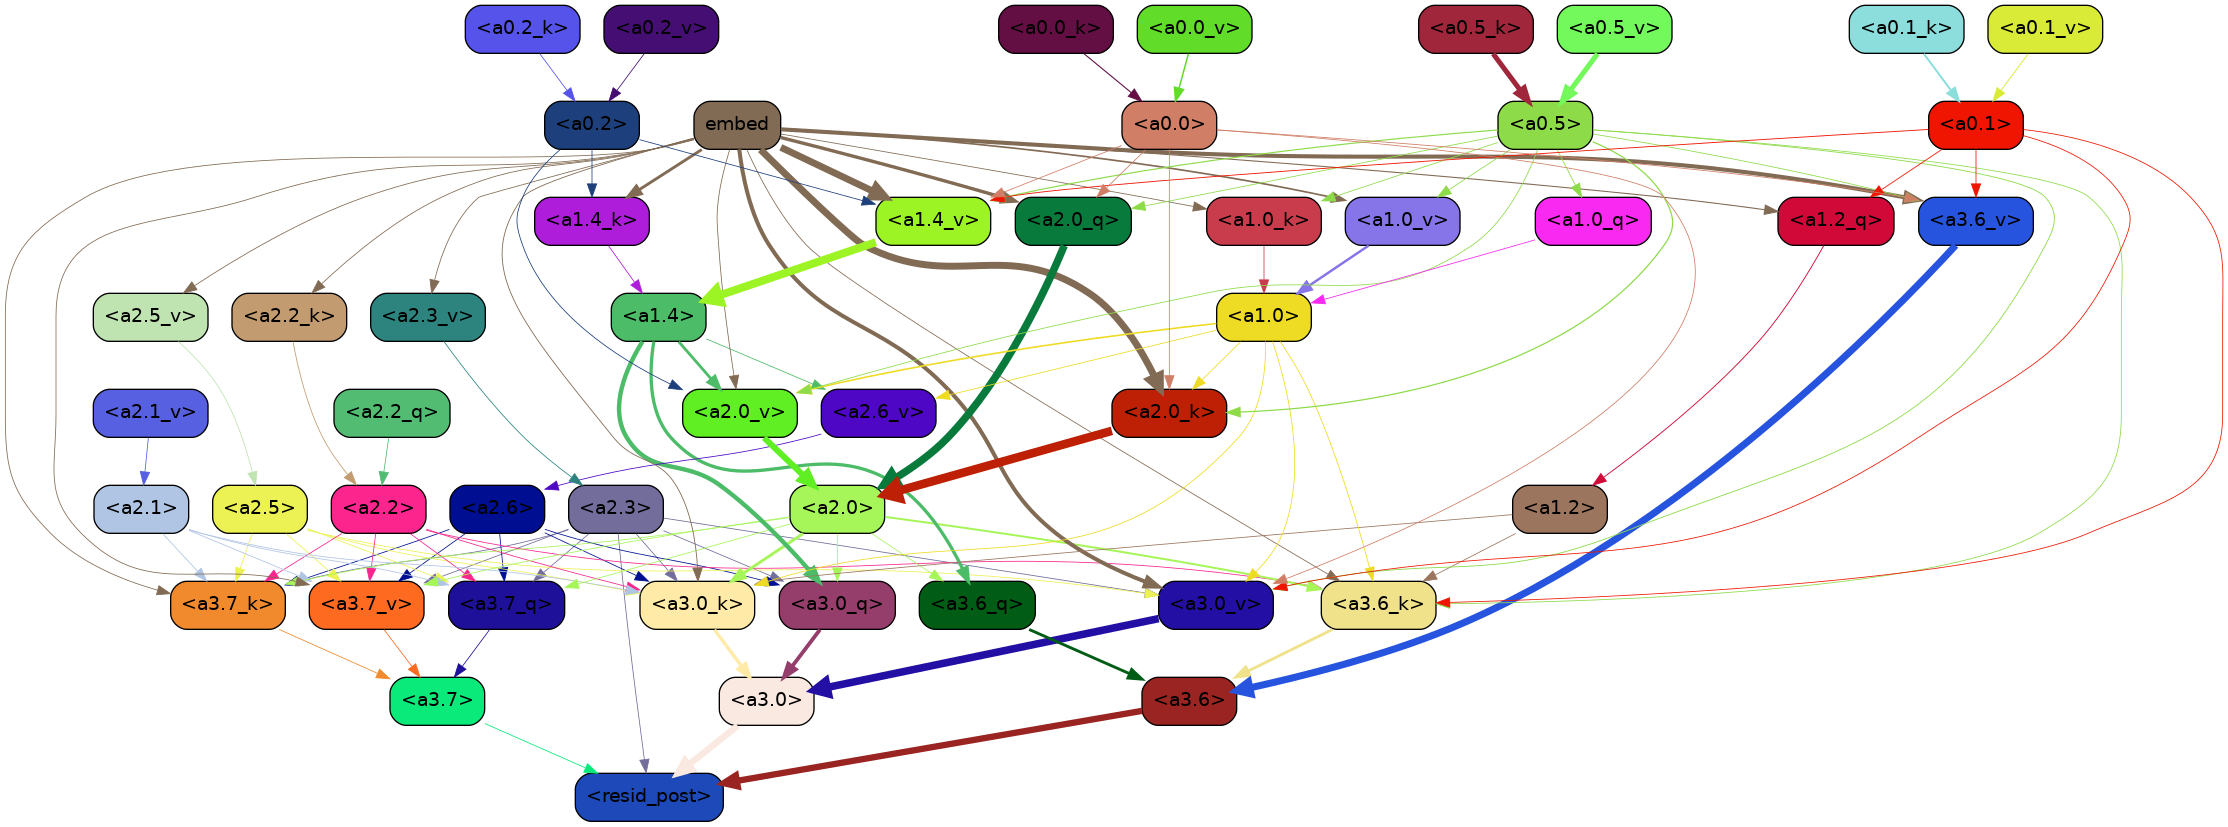 <a0.2_k> <a0.2_v> <a0.0_k> <a0.0_v> <a0.5_k> <a0.5_v> <a0.1_k> <a0.1_v>
<a0.2> embed <a0.0> <a0.5> <a0.1>
<a1.4_k> <a1.4_v> <a2.0_q> <a1.0_k> <a1.0_v> <a1.0_q> <a1.2_q> <a3.6_v>
<a2.5_v> <a2.2_k> <a2.3_v> <a1.4> <a1.0>
<a2.1_v> <a2.2_q> <a2.0_v> <a2.6_v> <a2.0_k>
<a2.1> <a2.5> <a2.2> <a2.6> <a2.3> <a2.0> <a1.2>
<a3.7_k> <a3.7_v> <a3.7_q> <a3.0_k> <a3.0_q> <a3.6_q> <a3.0_v> <a3.6_k>
<a3.7> <a3.0> <a3.6>
<resid_post>